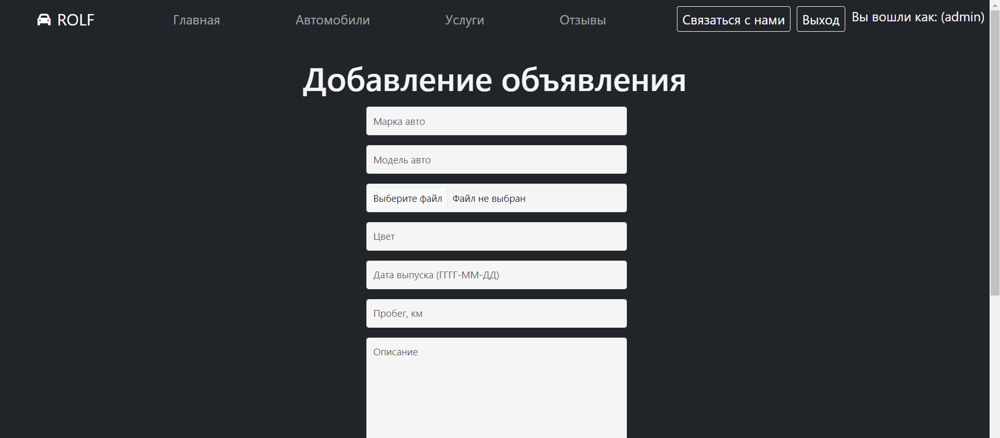 ROLF Главная Автомобили Услуги Отзывы Связаться с нами Выход Вы вошли как: (admin)
Добавление объявления
Марка авто
Модель авто
Выберите файл Файл не выбран
Цвет
Дата выпуска (ГГГГ-ММ-ДД)
Пробег, км
Описание